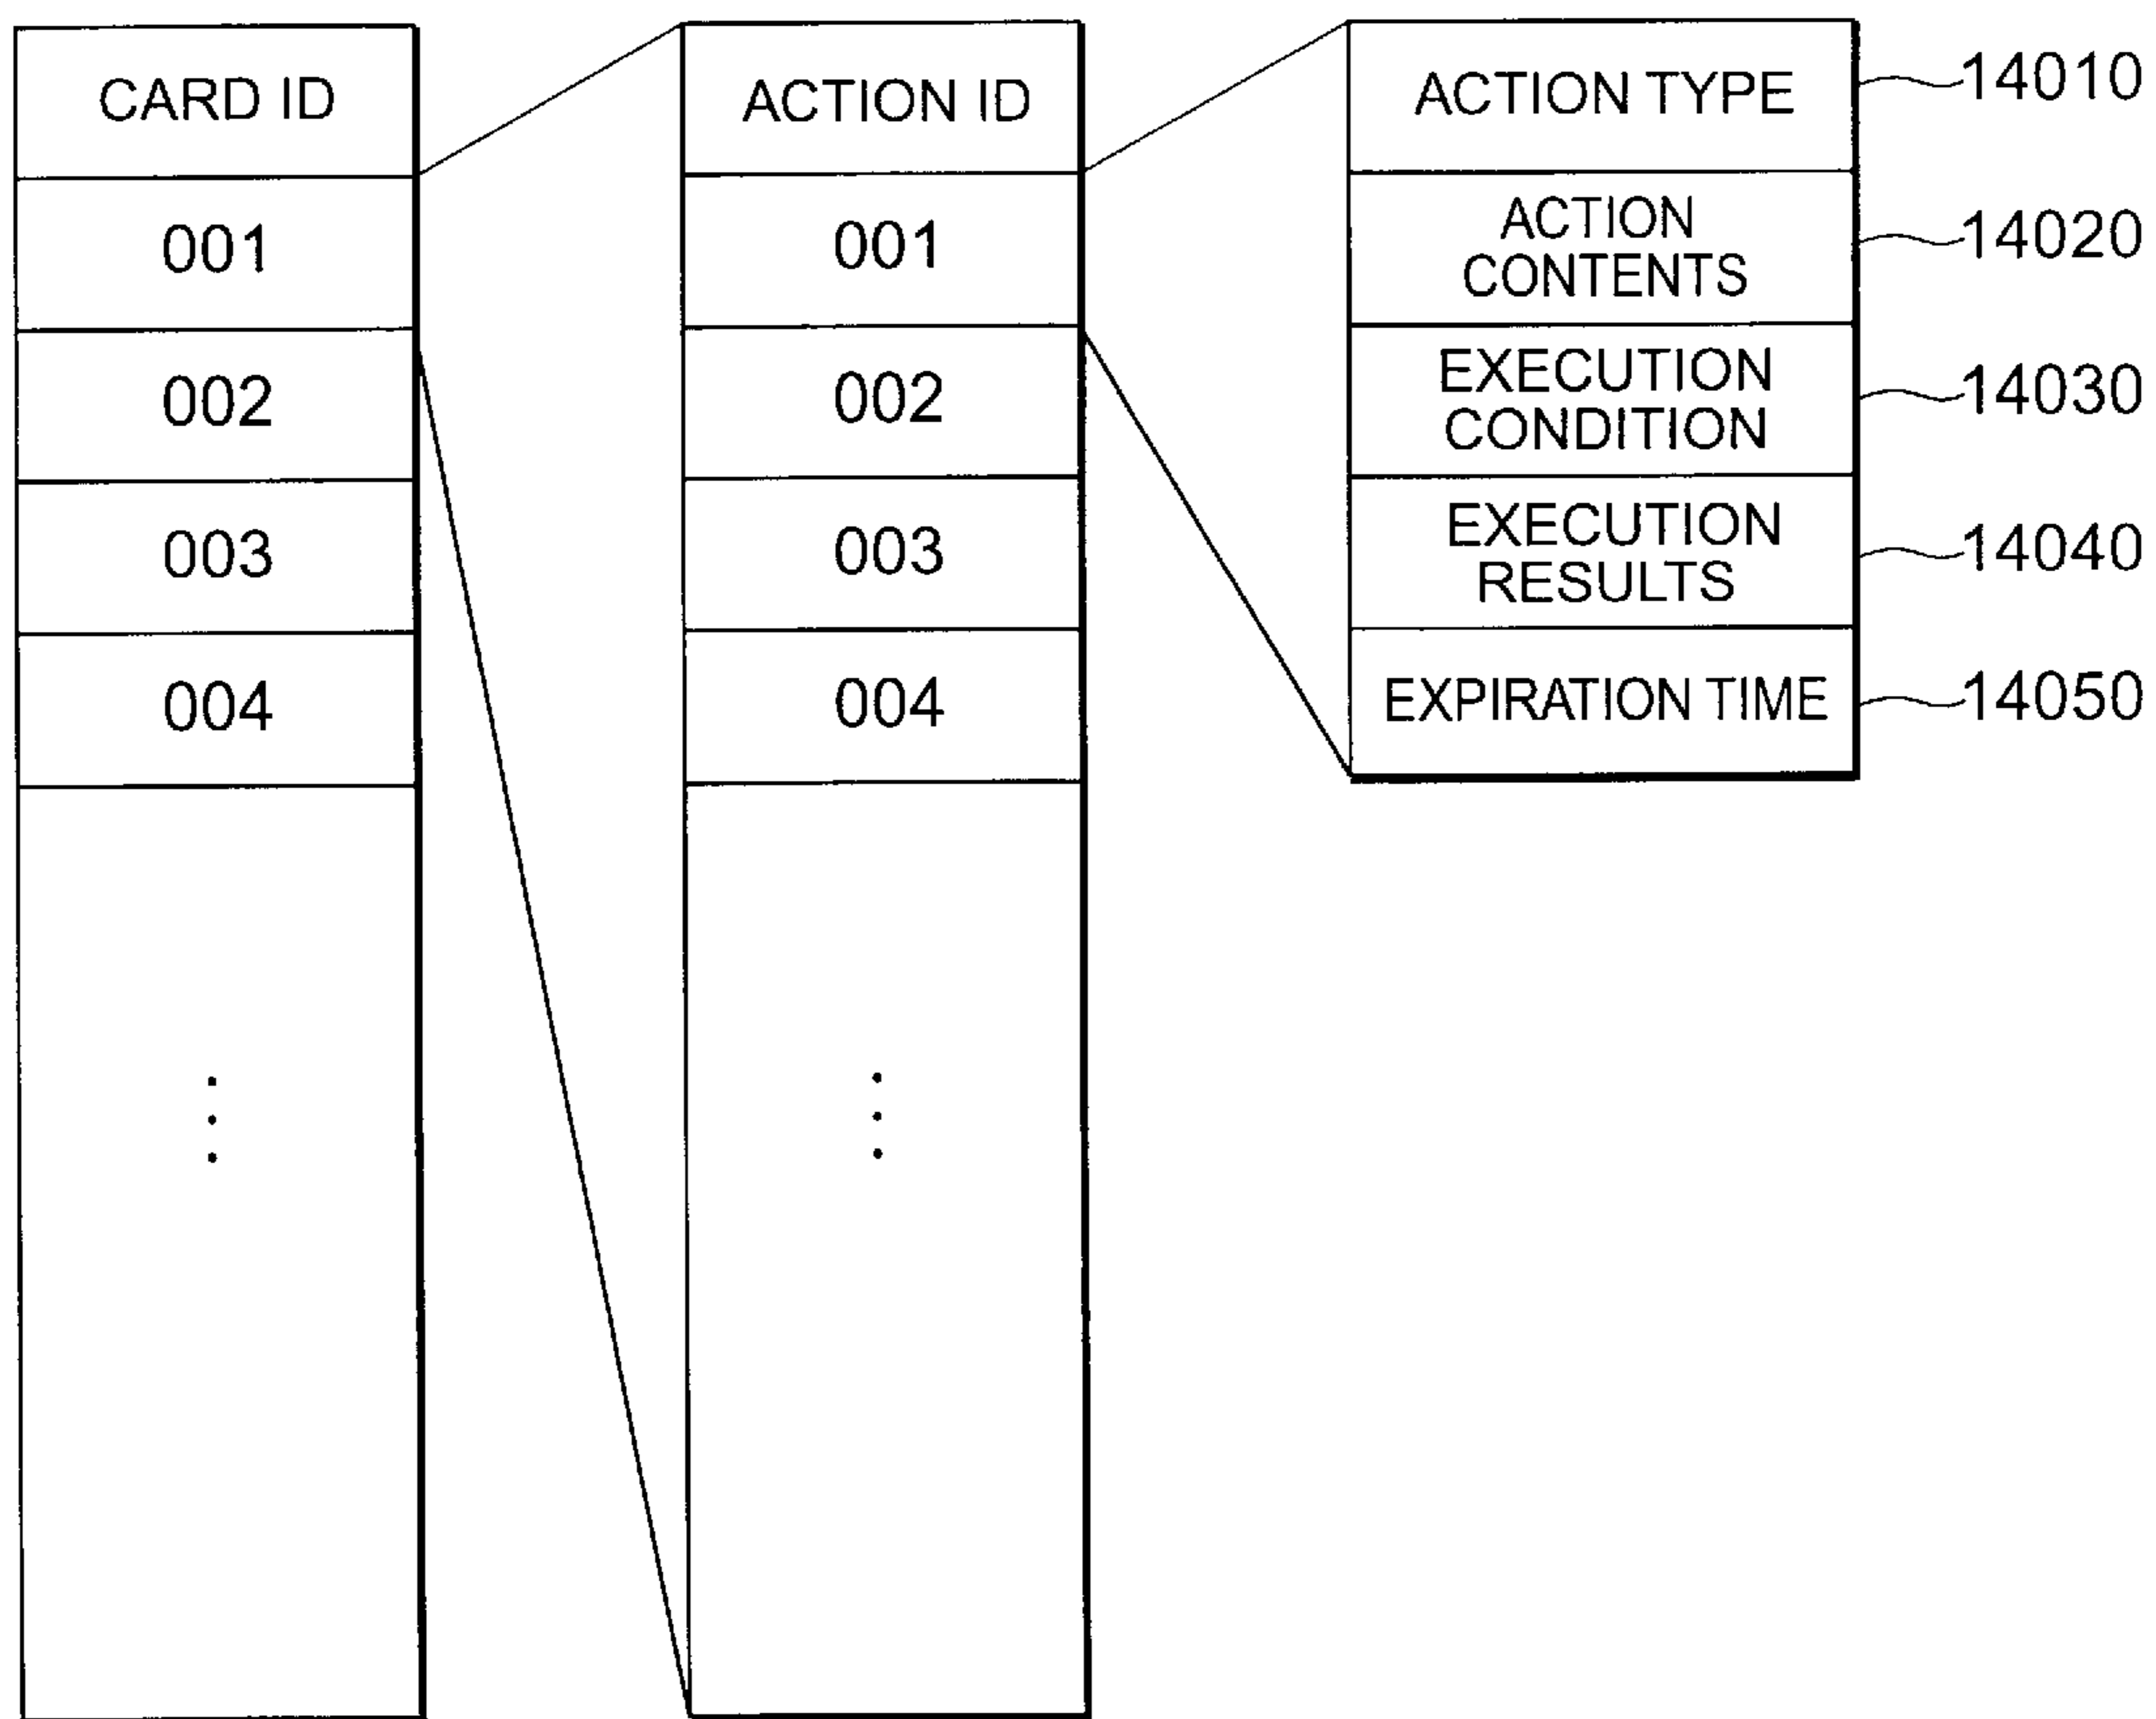 CARD ID
001
002
003
004
ACTION ID
001
002
003
004
ACTION TYPE
14010
ACTION
CONTENTS
14020
EXECUTION
CONDITION
14030
EXECUTION
RESULTS
14040
EXPIRATION TIME
14050